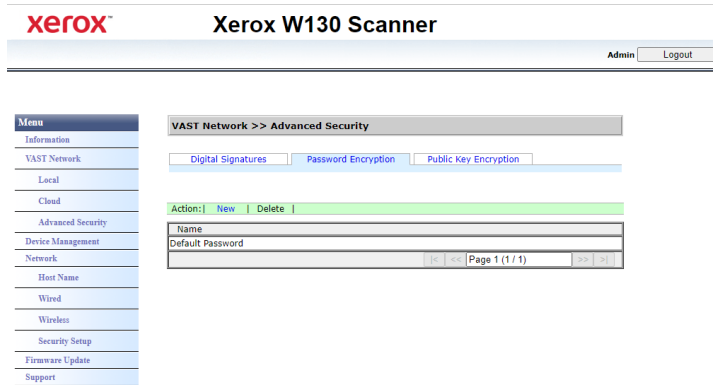 xerox™ Xerox W130 Scanner
Admin Logout
Menu
Information
VAST Network
Local
Cloud
Advanced Security
Device Management
Network
Host Name
Wired
Wireless
Security Setup
Firmware Update
Support
VAST Network >> Advanced Security
Digital Signatures Password Encryption Public Key Encryption
Action:| New | Delete |
Name
Default Password
|< << Page 1 (1 / 1) >> >|